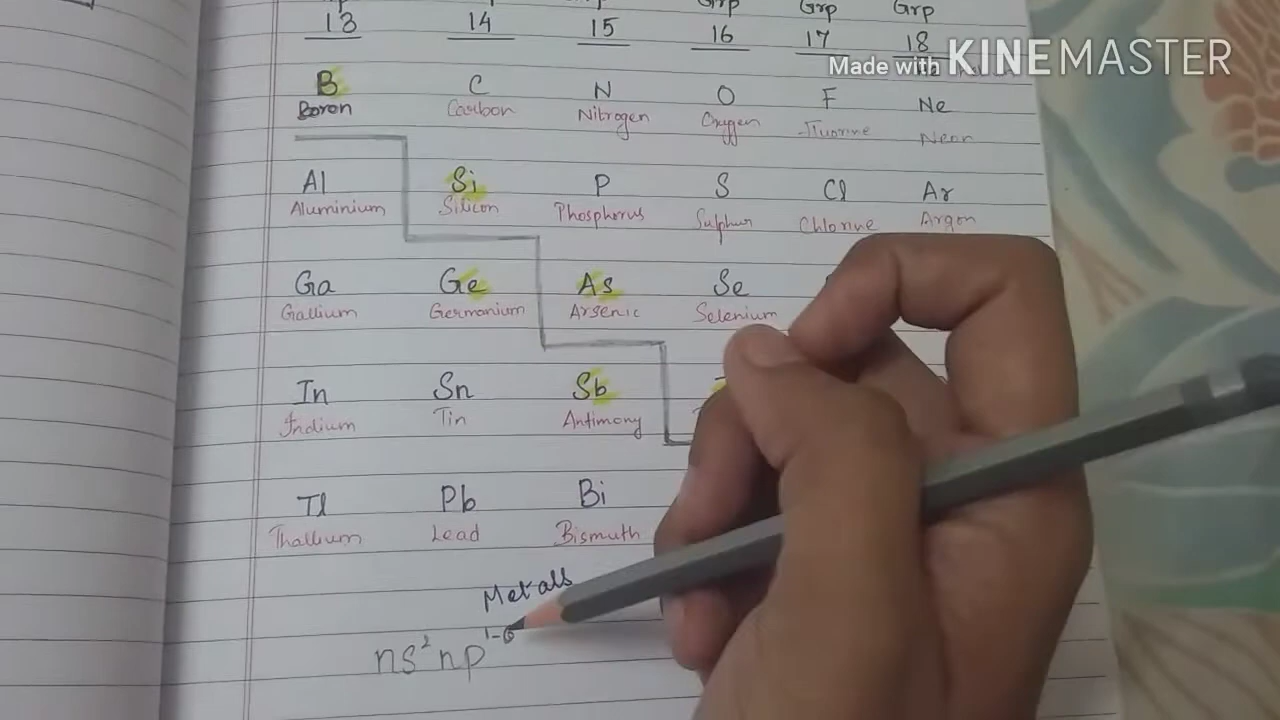 Grp Grp Grp
13 14 15 16 17 18
Made with KINEMASTER
B C N O F Ne
Boron Carbon Nitrogen Oxygen Fluorine Neon
Al Si P S Cl Ar
Aluminium Silicon Phosphorus Sulphur Chlorine Argon
Ga Ge As Se
Gallium Germanium Arsenic Selenium
In Sn Sb
Indium Tin Antimony
Tl Pb Bi
Thallium Lead Bismuth
Metals
ns² np¹⁻⁶